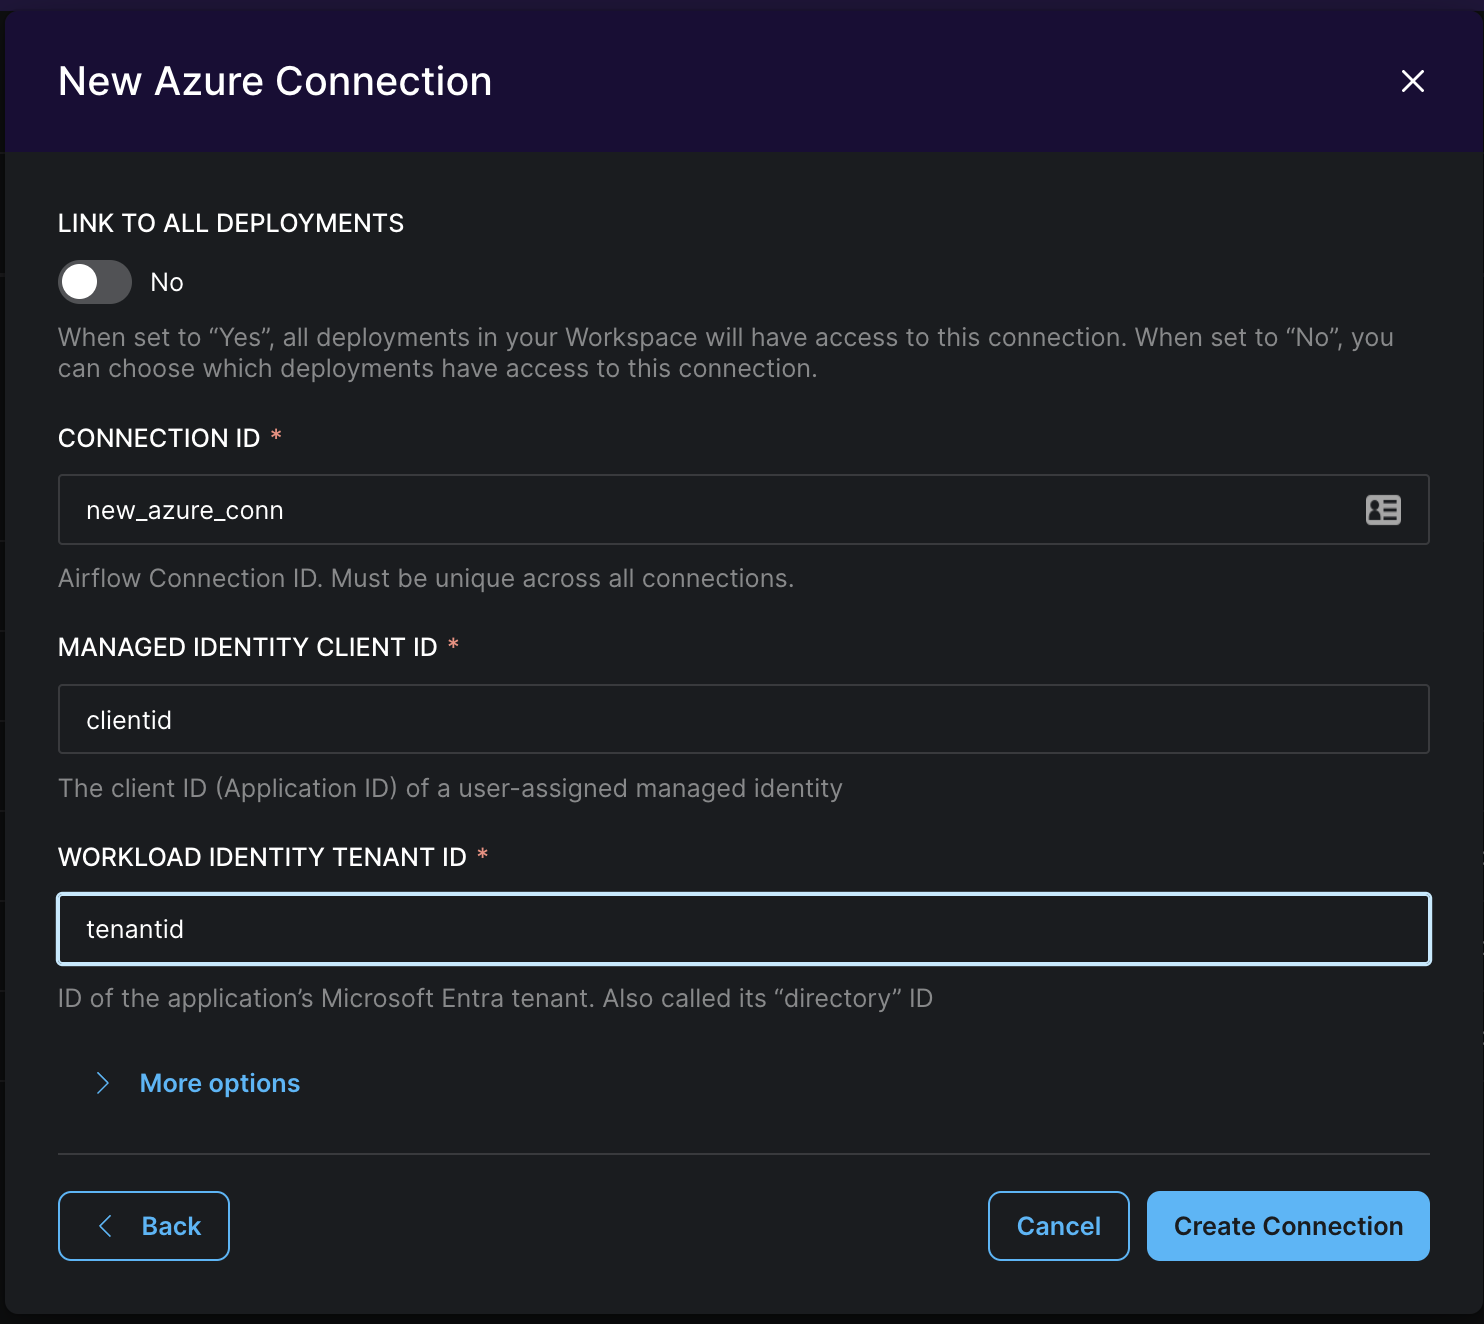 New Azure Connection
LINK TO ALL DEPLOYMENTS
No
When set to “Yes”, all deployments in your Workspace will have access to this connection. When set to “No”, you
can choose which deployments have access to this connection.
CONNECTION ID *
new_azure_conn
Airflow Connection ID. Must be unique across all connections.
MANAGED IDENTITY CLIENT ID *
clientid
The client ID (Application ID) of a user-assigned managed identity
WORKLOAD IDENTITY TENANT ID *
tenantid
ID of the application’s Microsoft Entra tenant. Also called its “directory” ID
More options
Back
Cancel
Create Connection